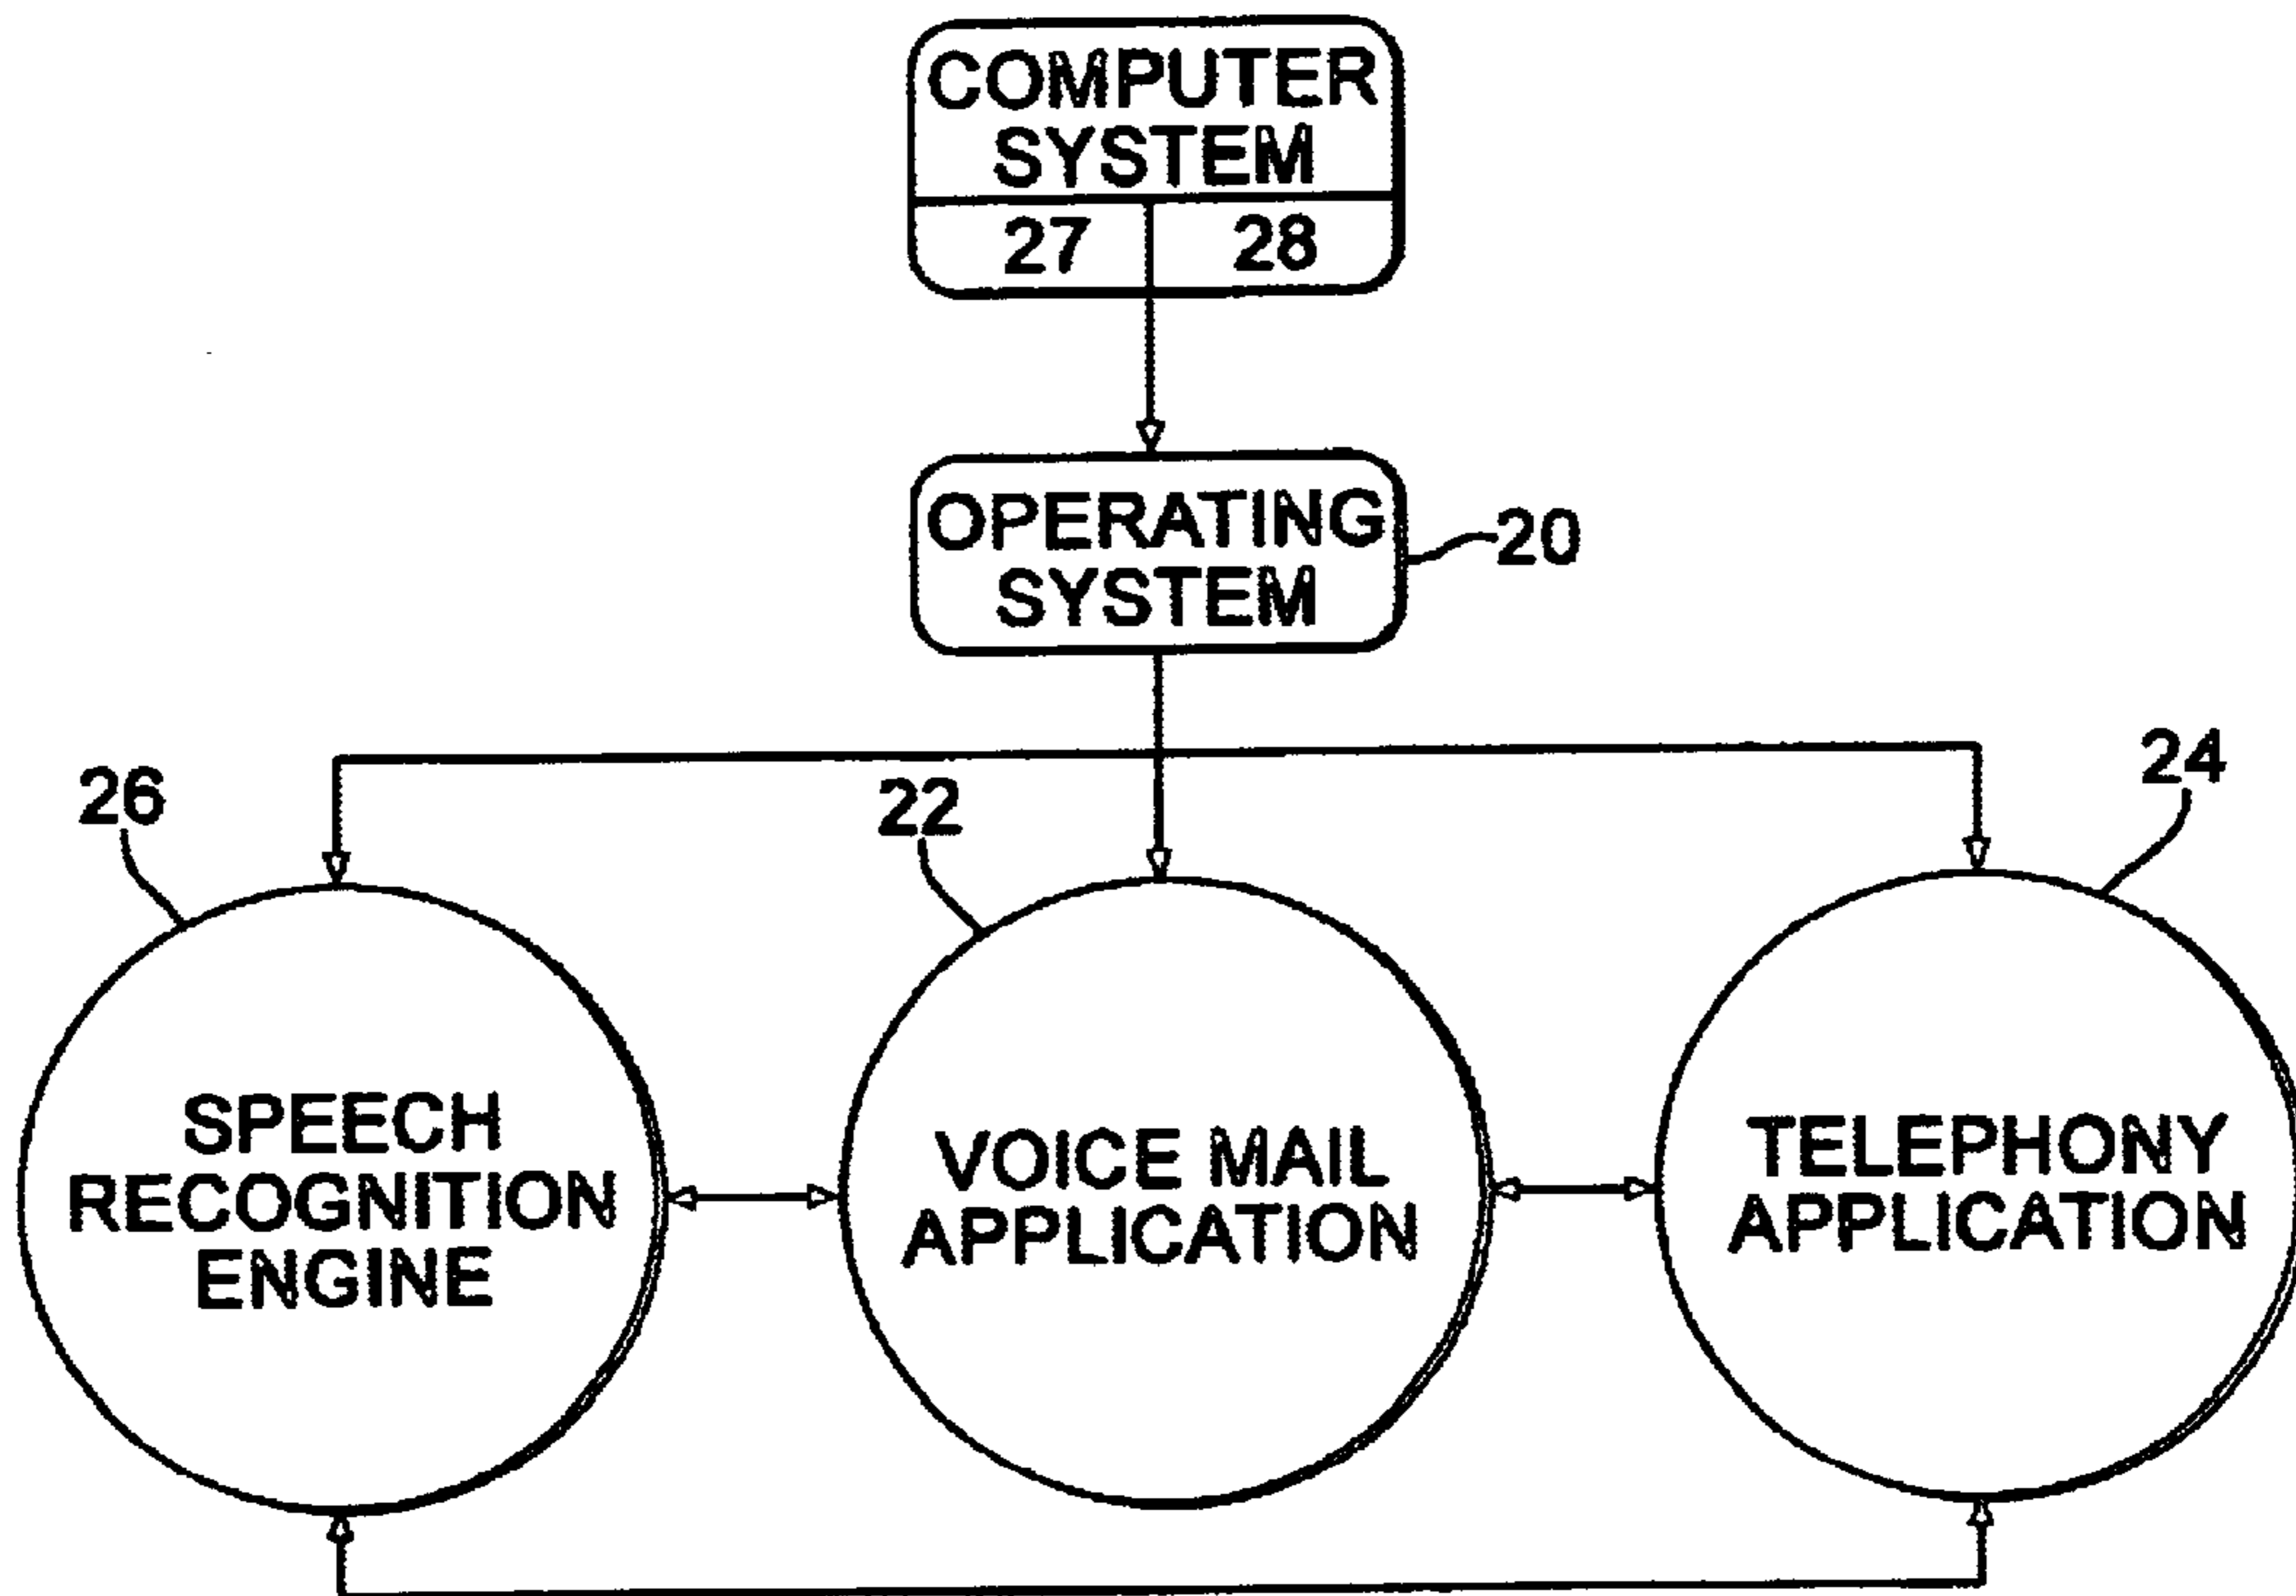 COMPUTER
SYSTEM
27 28
OPERATING
SYSTEM
20
26
22
24
SPEECH
RECOGNITION
ENGINE
VOICE MAIL
APPLICATION
TELEPHONY
APPLICATION